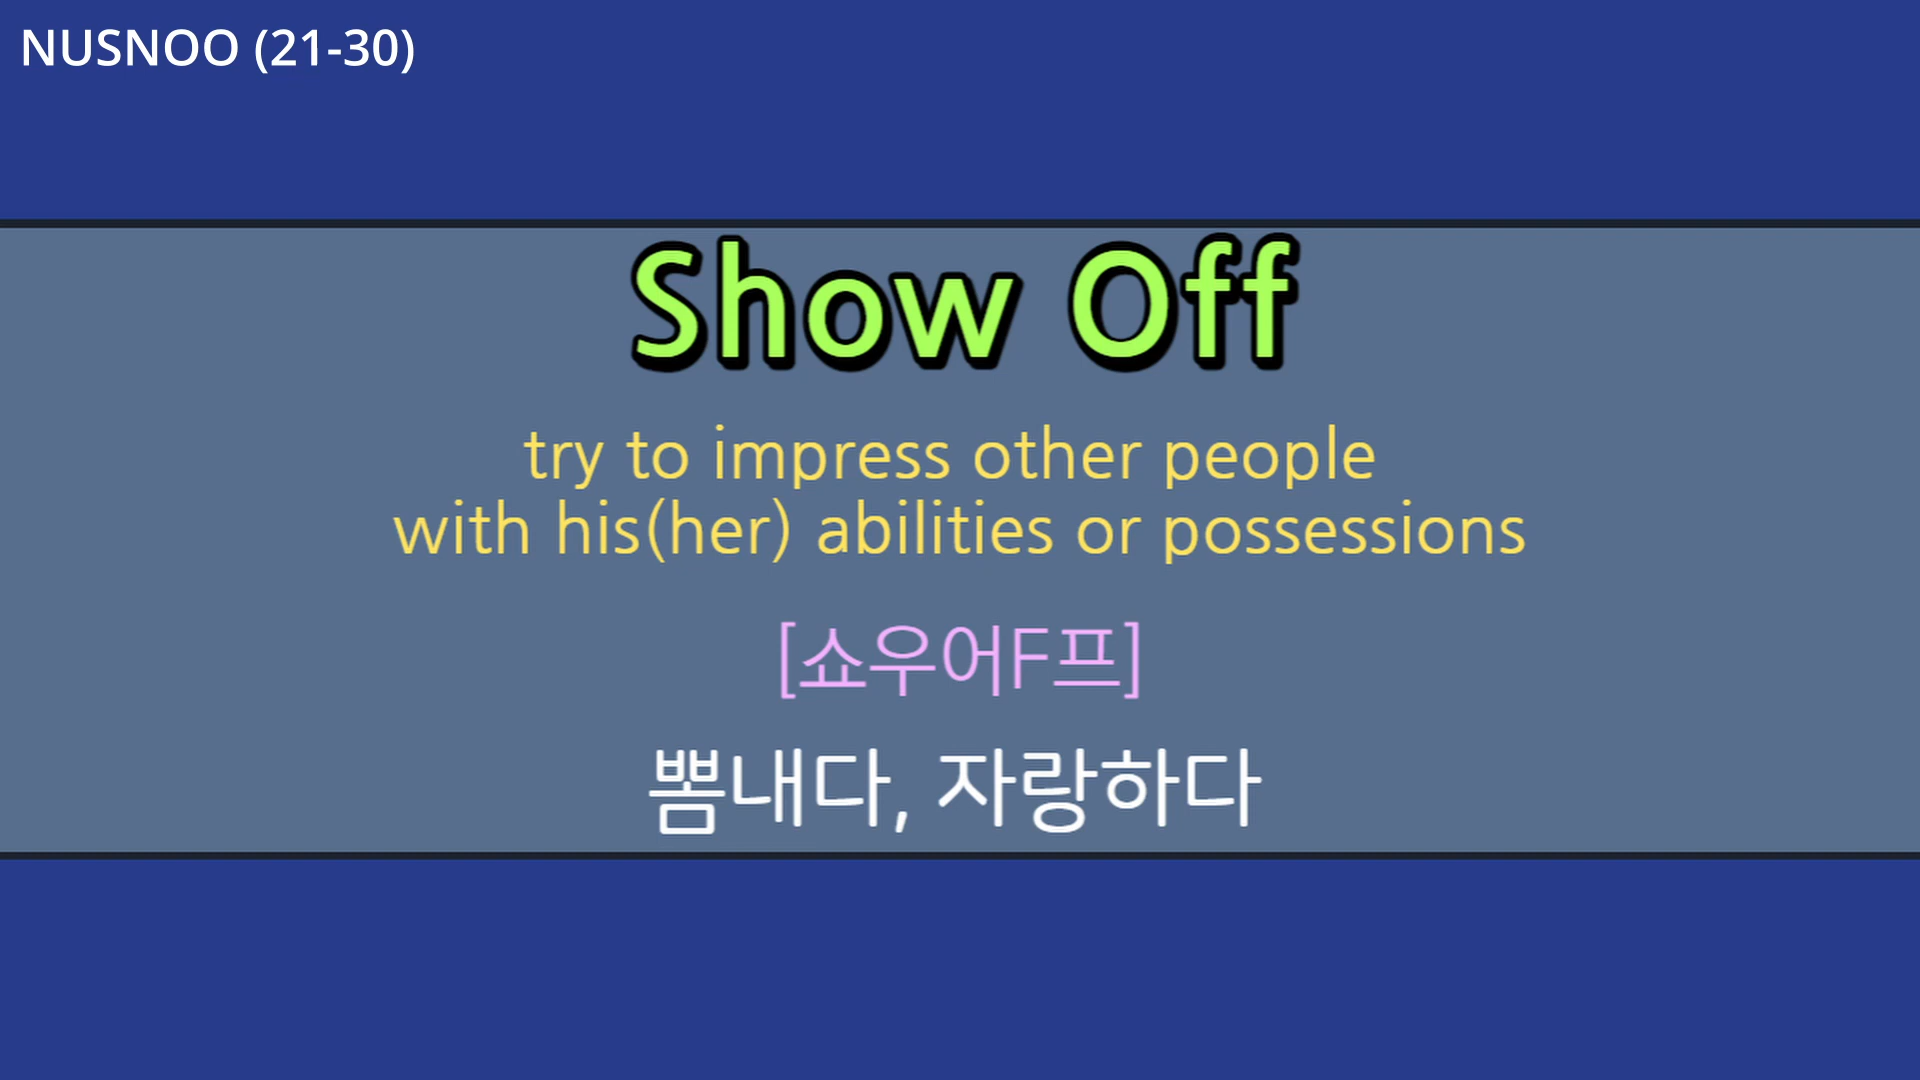 NUSNOO (21-30)
Show Off
try to impress other people
with his(her) abilities or possessions
[쇼우어F프]
뽐내다, 자랑하다